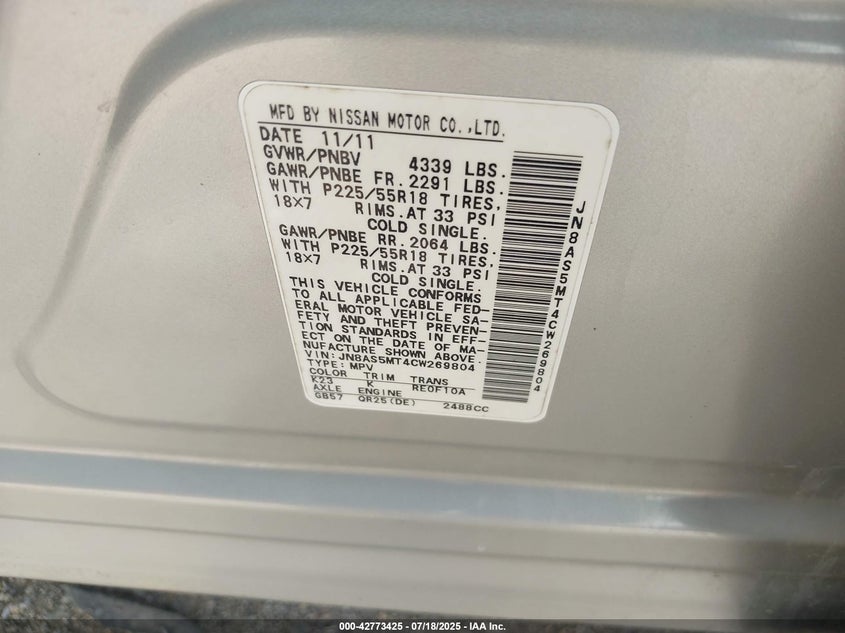 MFD BY NISSAN MOTOR CO.,LTD.
DATE 11/11
GVWR/PNBV 4339 LBS.
GAWR/PNBE FR. 2291 LBS.
WITH P225/55R18 TIRES,
18X7 RIMS.AT 33 PSI
COLD SINGLE.
GAWR/PNBE RR. 2064 LBS.
WITH P225/55R18 TIRES,
18X7 RIMS.AT 33 PSI
COLD SINGLE.
THIS VEHICLE CONFORMS
TO ALL APPLICABLE FED-
ERAL MOTOR VEHICLE SA-
FETY AND THEFT PREVEN-
TION STANDARDS IN EFF-
ECT ON THE DATE OF MA-
NUFACTURE SHOWN ABOVE.
VIN: JN8AS5MT4CW269804
TYPE: MPV
COLOR TRIM TRANS
K23 K RE0F10A
AXLE ENGINE
GB57 QR25(DE) 2488CC
JN8AS5MT4CW269804
000-42773425 - 07/18/2025 - IAA Inc.